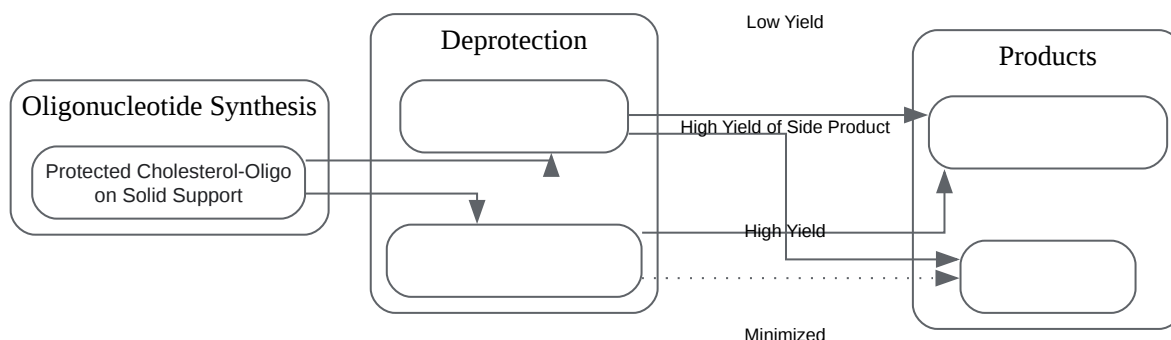 Oligonucleotide Synthesis
Protected Cholesterol-Oligo
on Solid Support
Deprotection
Low Yield
High Yield of Side Product
High Yield
Minimized
Products